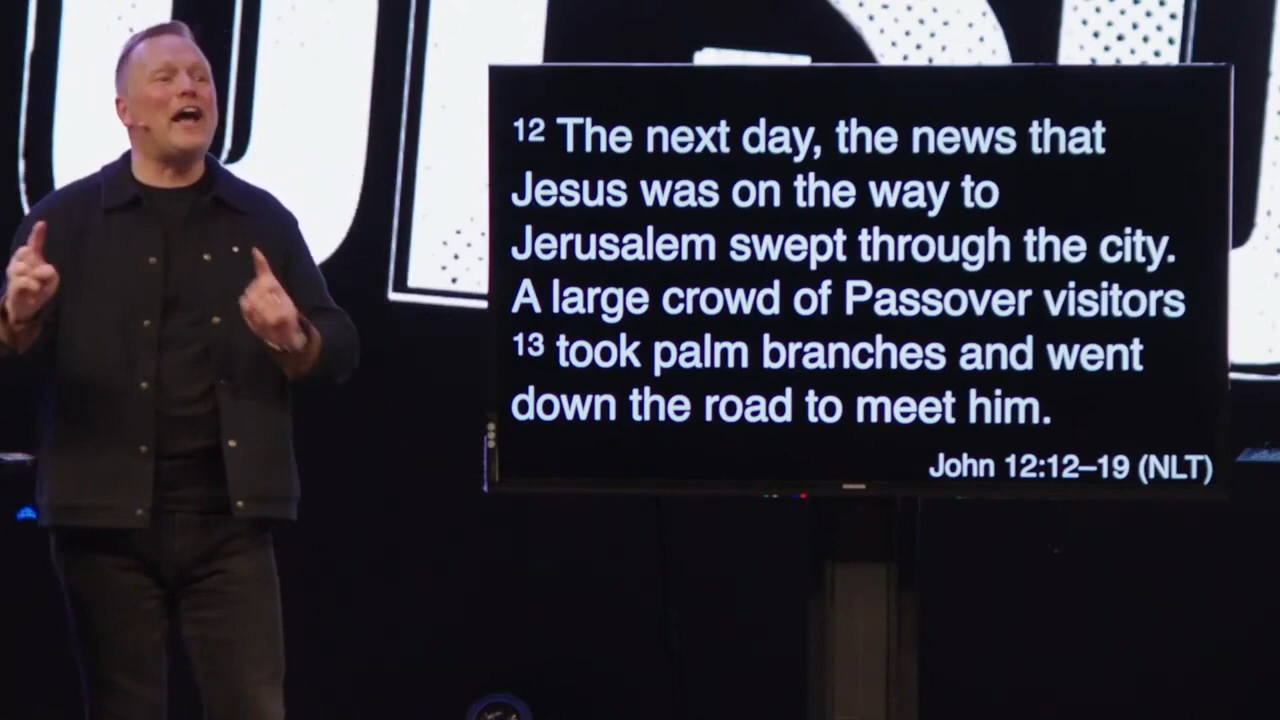 12 The next day, the news that
Jesus was on the way to
Jerusalem swept through the city.
A large crowd of Passover visitors
13 took palm branches and went
down the road to meet him.
John 12:12–19 (NLT)